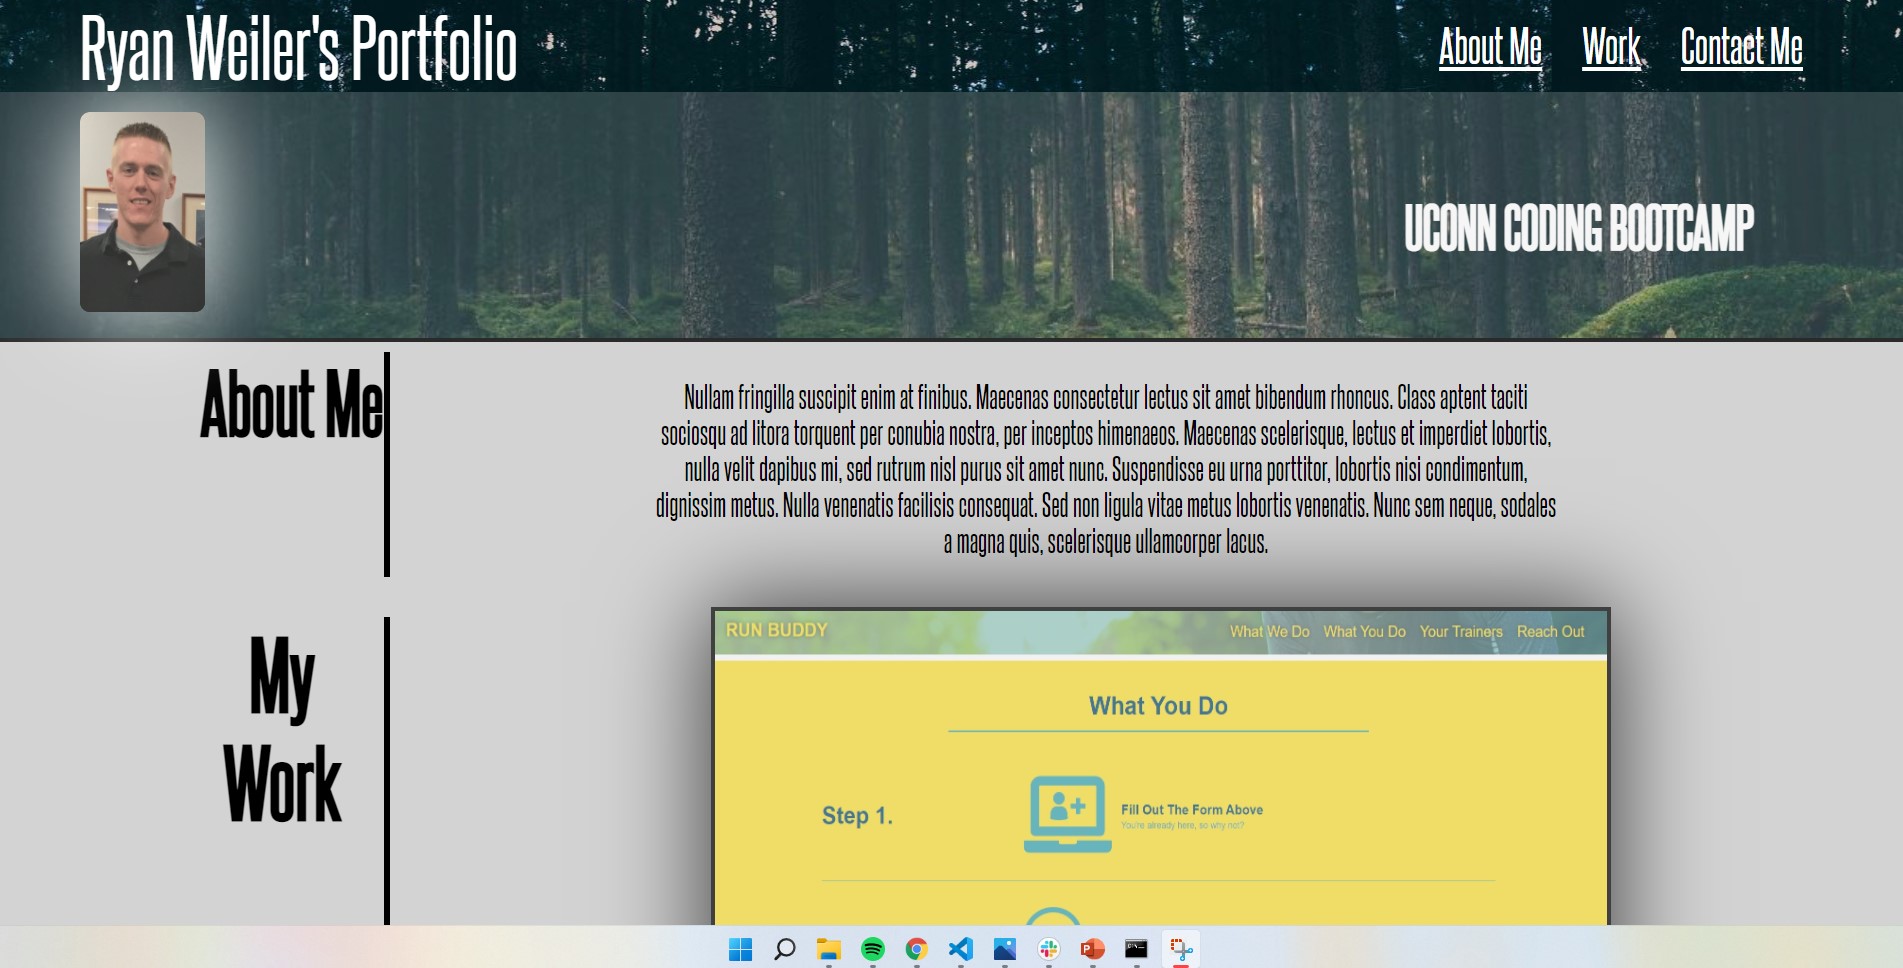 Ryan Weiler's Portfolio
About Me Work Contact Me
UCONN CODING BOOTCAMP
About Me
Nullam fringilla suscipit enim at finibus. Maecenas consectetur lectus sit amet bibendum rhoncus. Class aptent taciti
sociosqu ad litora torquent per conubia nostra, per inceptos himenaeos. Maecenas scelerisque, lectus et imperdiet lobortis,
nulla velit dapibus mi, sed rutrum nisl purus sit amet nunc. Suspendisse eu urna porttitor, lobortis nisi condimentum,
dignissim metus. Nulla venenatis facilisis consequat. Sed non ligula vitae metus lobortis venenatis. Nunc sem neque, sodales
a magna quis, scelerisque ullamcorper lacus.
My
Work
RUN BUDDY
What We Do What You Do Your Trainers Reach Out
What You Do
Step 1.
Fill Out The Form Above
You're already here, so why not?